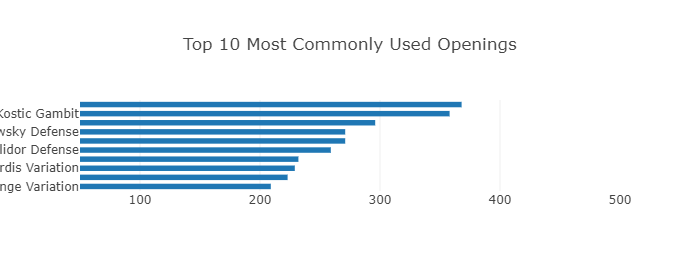 Top 10 Most Commonly Used Openings
Kostic Gambit
wsky Defense
lidor Defense
rdis Variation
nge Variation
100 200 300 400 500